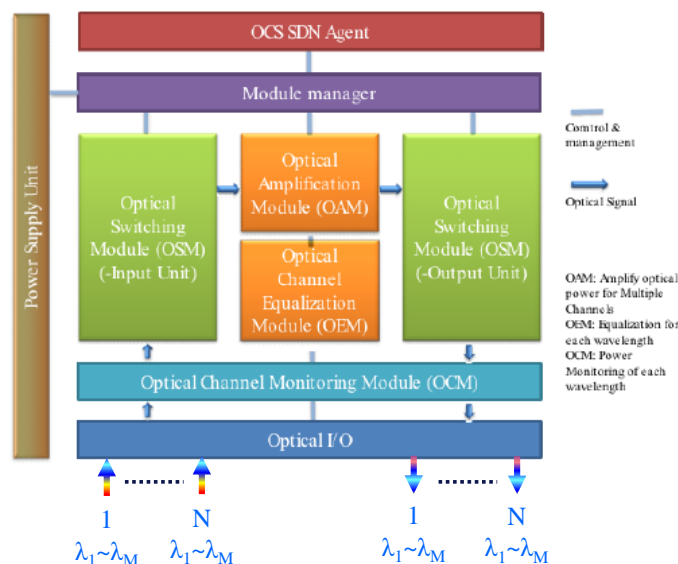 OCS SDN Agent
Module manager
Power Supply Unit
Optical
Switching
Module (OSM)
(-Input Unit)
Optical
Amplification
Module (OAM)
Optical
Channel
Equalization
Module (OEM)
Optical
Switching
Module (OSM)
(-Output Unit)
Optical Channel Monitoring Module (OCM)
Optical I/O
Comtrol &
management
Optical Signal
OAM: Amplify optical
power for Multiple
Channels
OEM: Equalization for
each wavelength
OCM: Power
Monitoring of each
wavelength
1
N
1
N
λ1~λM
λ1~λM
λ1~λM
λ1~λM